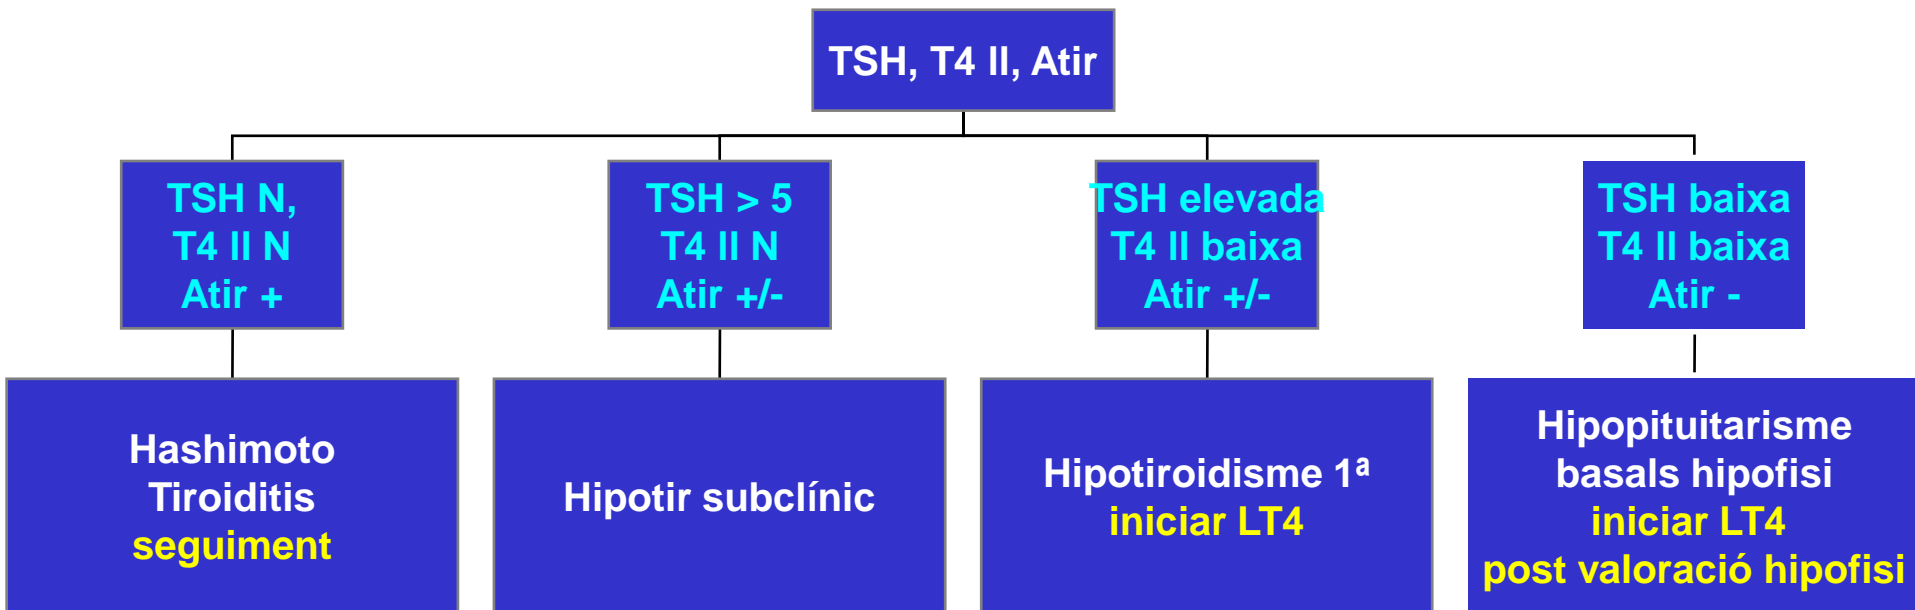 TSH, T4 ll, Atir
TSH N,
T4 ll N
Atir +
TSH > 5
T4 ll N
Atir +/-
TSH elevada
T4 ll baixa
Atir +/-
TSH baixa
T4 ll baixa
Atir -
Hashimoto
Tiroiditis
seguiment
Hipotir subclínic
Hipotiroidisme 1ª
iniciar LT4
Hipopituitarisme
basals hipofisi
iniciar LT4
post valoració hipofisi